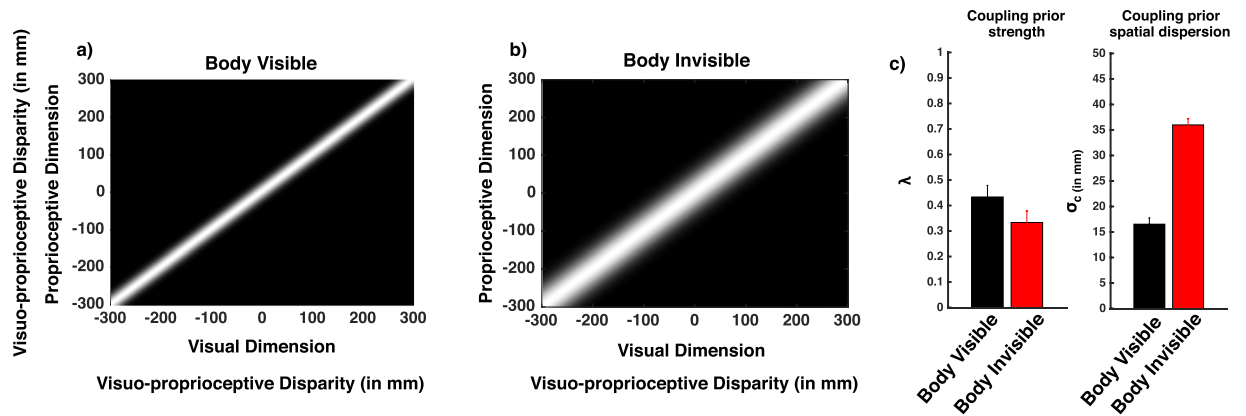 a)
Body Visible
Visuo-proprioceptive Disparity (in mm)
Proprioceptive Dimension
300
200
100
0
-100
-200
-300
-300 -200 -100 0 100 200 300
Visual Dimension
Visuo-proprioceptive Disparity (in mm)
b)
Body Invisible
Proprioceptive Dimension
300
200
100
0
-100
-200
-300
-300 -200 -100 0 100 200 300
Visual Dimension
Visuo-proprioceptive Disparity (in mm)
c)
Coupling prior
strength
λ
1
0.9
0.8
0.7
0.6
0.5
0.4
0.3
0.2
0.1
0
Body Visible
Body Invisible
Coupling prior
spatial dispersion
σc (in mm)
50
45
40
35
30
25
20
15
10
5
0
Body Visible
Body Invisible